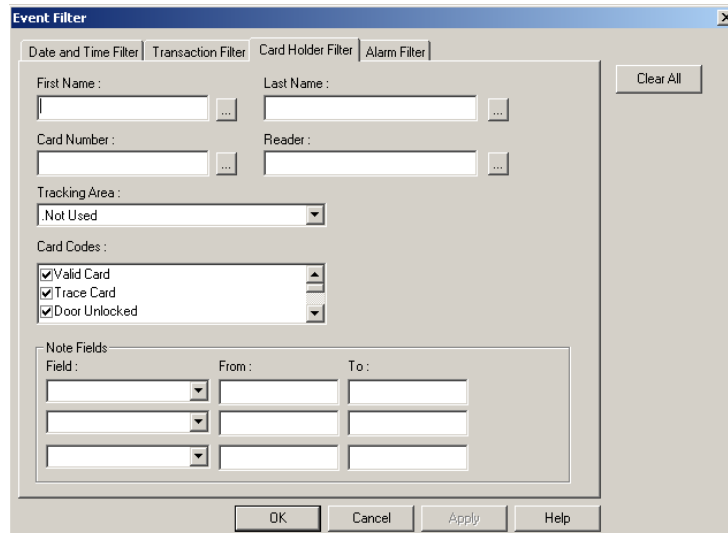 Event Filter
Date and Time Filter Transaction Filter Card Holder Filter Alarm Filter
Clear All
First Name : Last Name :
... ...
Card Number : Reader :
... ...
Tracking Area :
.Not Used
Card Codes :
Valid Card
Trace Card
Door Unlocked
Note Fields
Field : From : To :
OK Cancel Apply Help